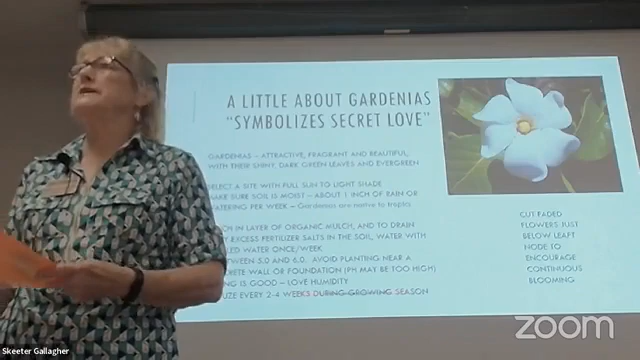 A LITTLE ABOUT GARDENIAS
"SYMBOLIZES SECRET LOVE"
GARDENIAS – ATTRACTIVE, FRAGRANT AND BEAUTIFUL,
WITH THEIR SHINY, DARK GREEN LEAVES AND EVERGREEN
SELECT A SITE WITH FULL SUN TO LIGHT SHADE
MAKE SURE SOIL IS MOIST – ABOUT 1 INCH OF RAIN OR
WATERING PER WEEK – Gardenias are native to tropics
IN LAYER OF ORGANIC MULCH, AND TO DRAIN
EXCESS FERTILIZER SALTS IN THE SOIL, WATER WITH
WATER ONCE/WEEK
BETWEEN 5.0 AND 6.0. AVOID PLANTING NEAR A
WALL OR FOUNDATION (PH MAY BE TOO HIGH)
IS GOOD – LOVE HUMIDITY
EVERY 2-4 WEEKS DURING GROWING SEASON
CUT FADED
FLOWERS JUST
BELOW LEAFT
NODE TO
ENCOURAGE
CONTINUOUS
BLOOMING
zoom
Skeeter Gallagher